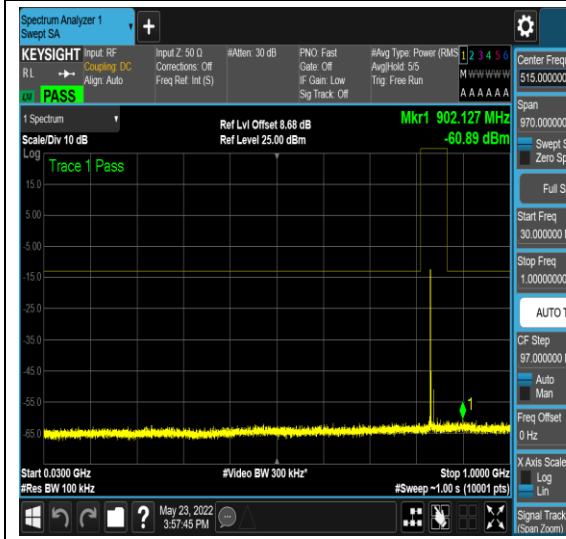 Spectrum Analyzer 1
Swept SA
+
KEYSIGHT
RL
PASS
Input: RF
Coupling: DC
Align: Auto
Input Z: 50 Ω
Corrections: Off
Freq Ref: Int (S)
#Atten: 30 dB
PNO: Fast
Gate: Off
IF Gain: Low
Sig Track: Off
#Avg Type: Power (RMS
Avg|Hold: 5/5
Trig: Free Run
1 2 3 4 5 6
M W W W W W
A A A A A A
1 Spectrum
Scale/Div 10 dB
Ref Lvl Offset 8.68 dB
Ref Level 25.00 dBm
Mkr1 902.127 MHz
-60.89 dBm
Log
Trace 1 Pass
15.0
5.00
-5.00
-15.0
-25.0
-35.0
-45.0
-55.0
-65.0
1
Start 0.0300 GHz
#Res BW 100 kHz
#Video BW 300 kHz*
Stop 1.0000 GHz
#Sweep ~1.00 s (10001 pts)
?
May 23, 2022
3:57:45 PM
Center Frequ
515.000000
Span
970.000000
Swept S
Zero Sp
Full S
Start Freq
30.000000
Stop Freq
1.00000000
AUTO T
CF Step
97.000000
Auto
Man
Freq Offset
0 Hz
X Axis Scale
Log
Lin
Signal Track
(Span Zoom)